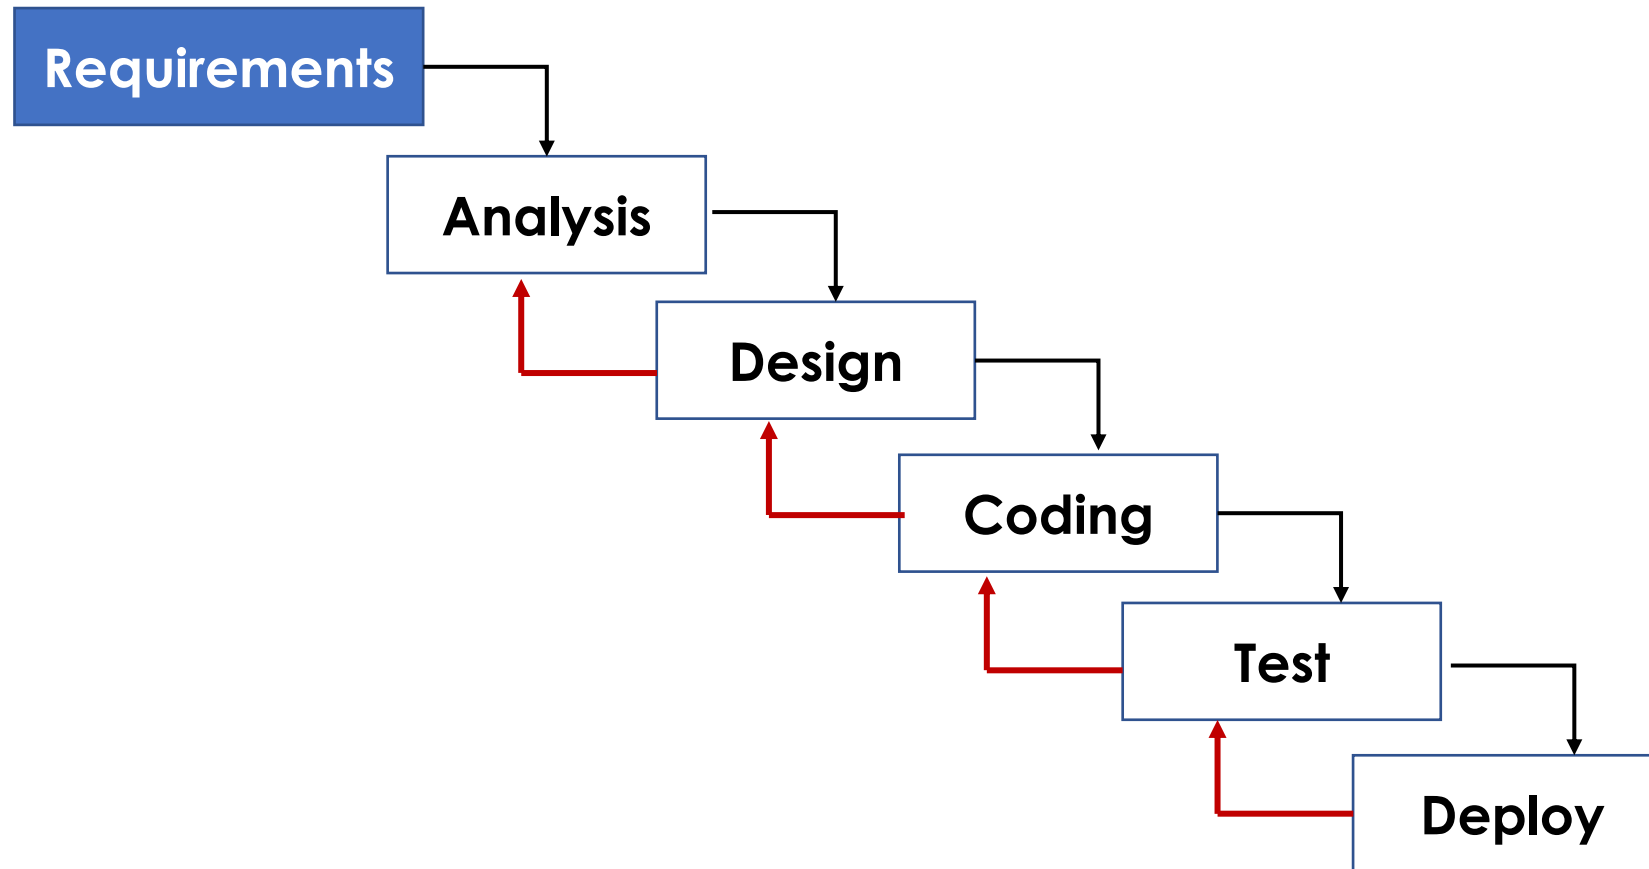 Requirements
Analysis
Design
Coding
Test
Deploy